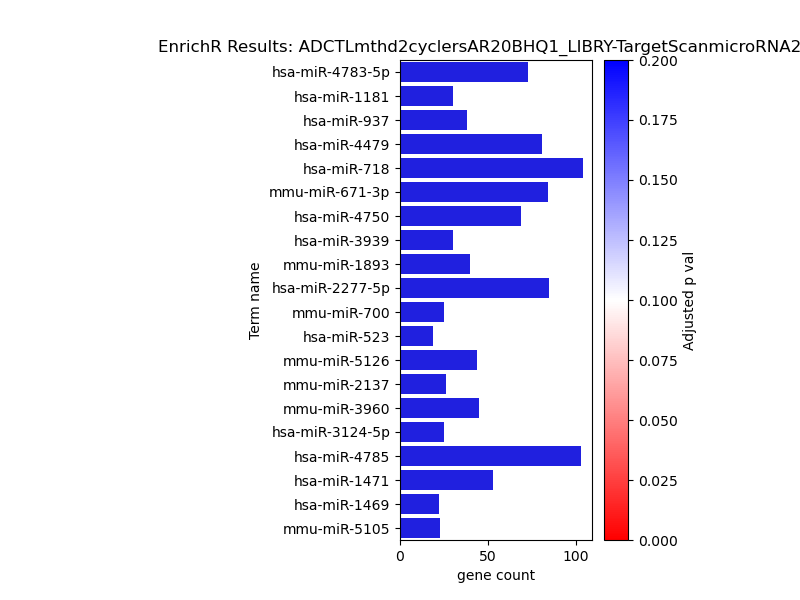 EnrichR Results: ADCTLmthd2cyclersAR20BHQ1_LIBRY-TargetScanmicroRNA2
hsa-miR-4783-5p
hsa-miR-1181
hsa-miR-937
hsa-miR-4479
hsa-miR-718
mmu-miR-671-3p
hsa-miR-4750
hsa-miR-3939
mmu-miR-1893
hsa-miR-2277-5p
mmu-miR-700
hsa-miR-523
mmu-miR-5126
mmu-miR-2137
mmu-miR-3960
hsa-miR-3124-5p
hsa-miR-4785
hsa-miR-1471
hsa-miR-1469
mmu-miR-5105
Term name
0
50
100
gene count
0.200
0.175
0.150
0.125
0.100
0.075
0.050
0.025
0.000
Adjusted p val